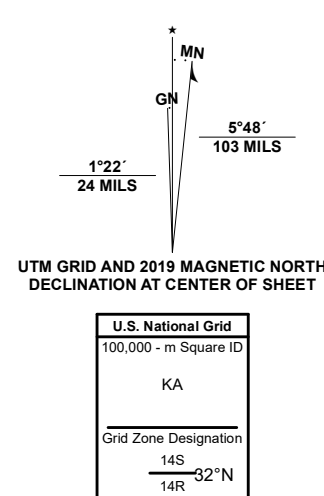 ★
MN
GN
5°48´
103 MILS
1°22´
24 MILS
UTM GRID AND 2019 MAGNETIC NORTH
DECLINATION AT CENTER OF SHEET
U.S. National Grid
100,000 - m Square ID
KA
Grid Zone Designation
14S
32°N
14R